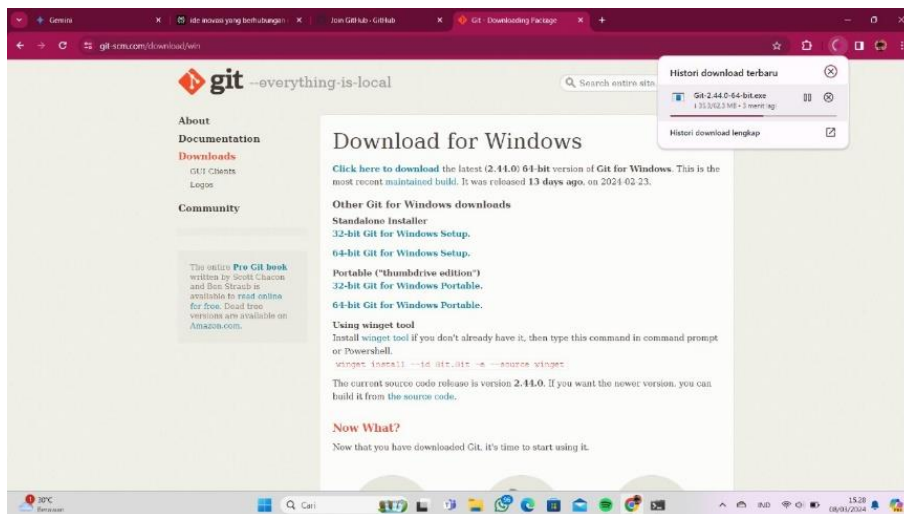 Gemini
ide inovasi yang berhubungan
Join GitHub · GitHub
Git - Downloading Package
git-scm.com/download/win
Histori download terbaru
Git-2.44.0-64-bit.exe
Histori download lengkap
git --everything-is-local
Search entire site
About
Documentation
Downloads
GUI Clients
Logos
Community
The entire Pro Git book
written by Scott Chacon
and Ben Straub is
available to read online
for free. Dead tree
versions are available on
Amazon.com.
Download for Windows
Click here to download the latest (2.44.0) 64-bit version of Git for Windows. This is the
most recent maintained build. It was released 13 days ago, on 2024-02-23.
Other Git for Windows downloads
Standalone Installer
32-bit Git for Windows Setup.
64-bit Git for Windows Setup.
Portable ("thumbdrive edition")
32-bit Git for Windows Portable.
64-bit Git for Windows Portable.
Using winget tool
Install winget tool if you don't already have it, then type this command in command prompt
or Powershell.
winget install --id Git.Git -e --source winget
The current source code release is version 2.44.0. If you want the newer version, you can
build it from the source code.
Now What?
Now that you have downloaded Git, it's time to start using it.
30°C
Berawan
Cari
IND
15.28
08/03/2024